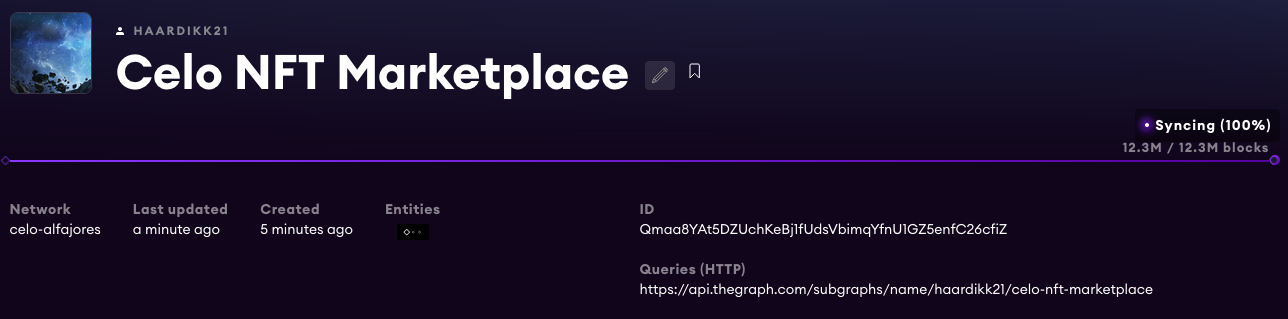 HAARDIKK21
Celo NFT Marketplace
Syncing (100%)
12.3M / 12.3M blocks
Network
celo-alfajores
Last updated
a minute ago
Created
5 minutes ago
Entities
ID
Qmaa8YAt5DZUchKeBj1fUdsVbimqYfnU1GZ5enfC26cfiZ
Queries (HTTP)
https://api.thegraph.com/subgraphs/name/haardikk21/celo-nft-marketplace